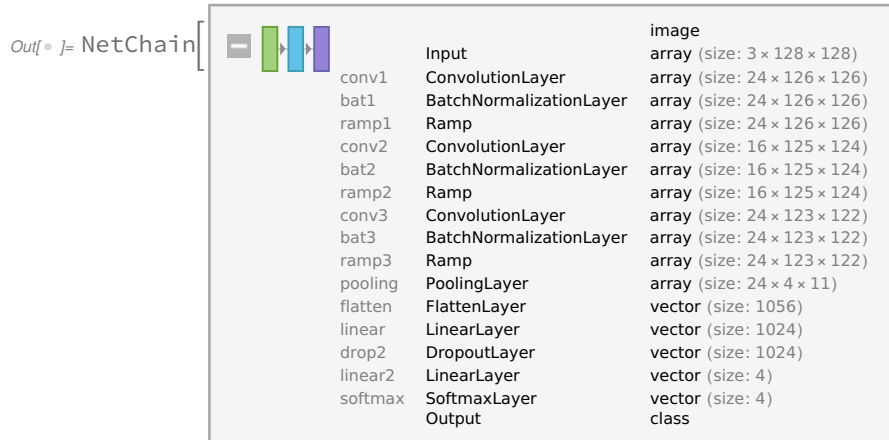 image
Out[ ]= NetChain[
Input array (size: 3 × 128 × 128)
conv1 ConvolutionLayer array (size: 24 × 126 × 126)
bat1 BatchNormalizationLayer array (size: 24 × 126 × 126)
ramp1 Ramp array (size: 24 × 126 × 126)
conv2 ConvolutionLayer array (size: 16 × 125 × 124)
bat2 BatchNormalizationLayer array (size: 16 × 125 × 124)
ramp2 Ramp array (size: 16 × 125 × 124)
conv3 ConvolutionLayer array (size: 24 × 123 × 122)
bat3 BatchNormalizationLayer array (size: 24 × 123 × 122)
ramp3 Ramp array (size: 24 × 123 × 122)
pooling PoolingLayer array (size: 24 × 4 × 11)
flatten FlattenLayer vector (size: 1056)
linear LinearLayer vector (size: 1024)
drop2 DropoutLayer vector (size: 1024)
linear2 LinearLayer vector (size: 4)
softmax SoftmaxLayer vector (size: 4)
Output class